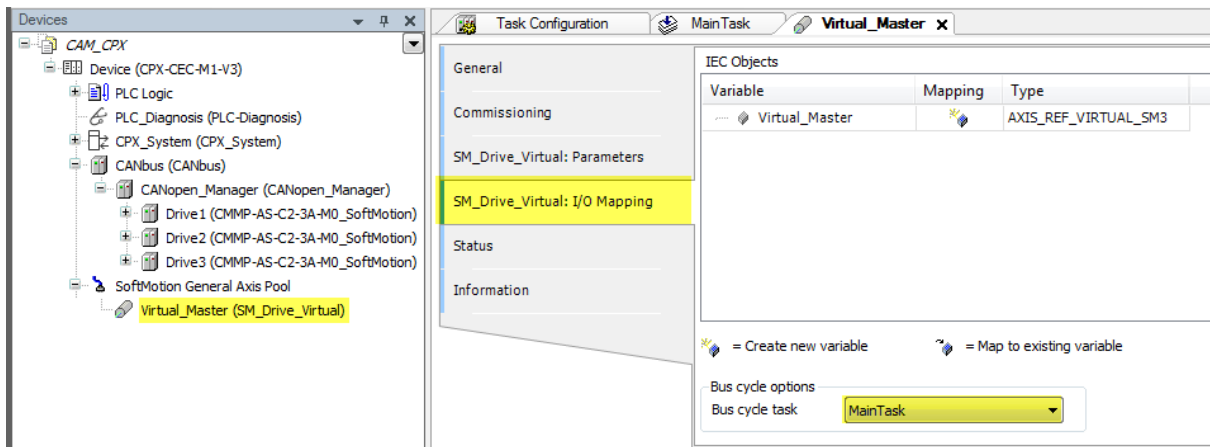 Devices
CAM_CPX
Device (CPX-CEC-M1-V3)
PLC Logic
PLC_Diagnosis (PLC-Diagnosis)
CPX_System (CPX_System)
CANbus (CANbus)
CANopen_Manager (CANopen_Manager)
Drive1 (CMMP-AS-C2-3A-M0_SoftMotion)
Drive2 (CMMP-AS-C2-3A-M0_SoftMotion)
Drive3 (CMMP-AS-C2-3A-M0_SoftMotion)
SoftMotion General Axis Pool
Virtual_Master (SM_Drive_Virtual)
Task Configuration MainTask Virtual_Master
General
Commissioning
SM_Drive_Virtual: Parameters
SM_Drive_Virtual: I/O Mapping
Status
Information
IEC Objects
Variable Mapping Type
Virtual_Master AXIS_REF_VIRTUAL_SM3
= Create new variable = Map to existing variable
Bus cycle options
Bus cycle task MainTask